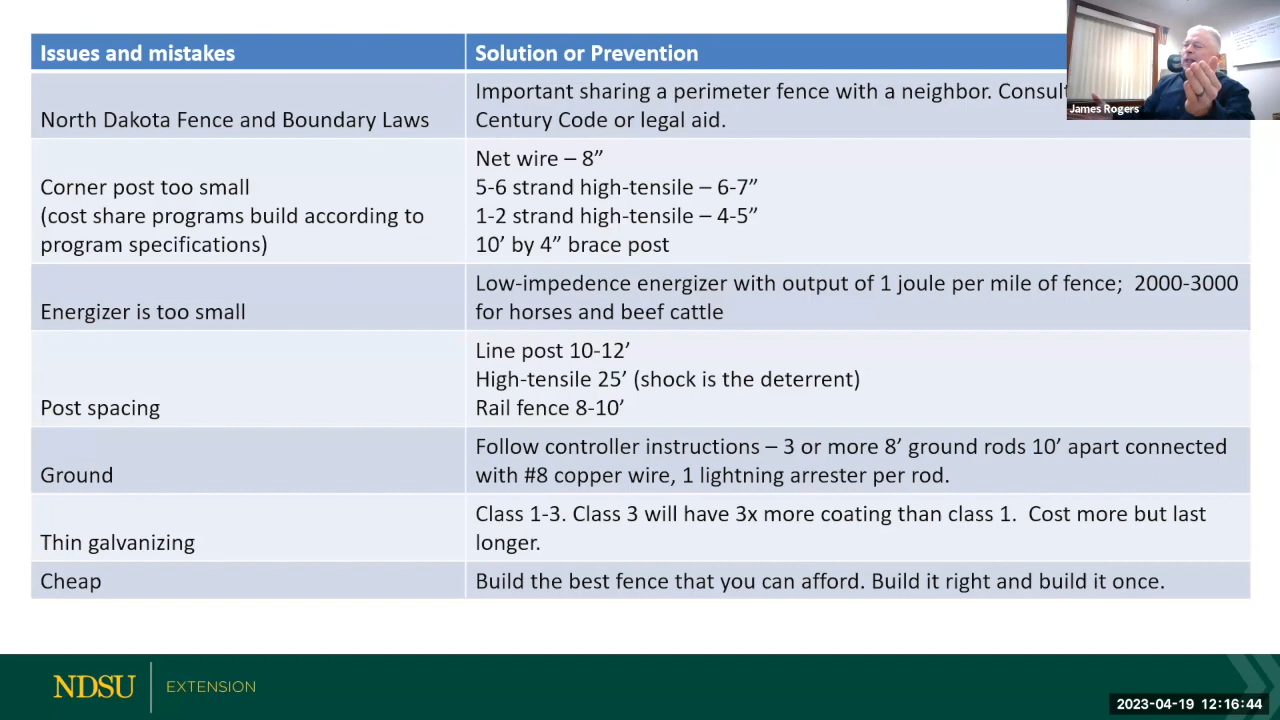 Issues and mistakes
Solution or Prevention
North Dakota Fence and Boundary Laws
Important sharing a perimeter fence with a neighbor. Consult
Century Code or legal aid.
Corner post too small
(cost share programs build according to
program specifications)
Net wire – 8”
5-6 strand high-tensile – 6-7”
1-2 strand high-tensile – 4-5”
10’ by 4” brace post
Energizer is too small
Low-impedence energizer with output of 1 joule per mile of fence;  2000-3000
for horses and beef cattle
Post spacing
Line post 10-12’
High-tensile 25’ (shock is the deterrent)
Rail fence 8-10’
Ground
Follow controller instructions – 3 or more 8’ ground rods 10’ apart connected
with #8 copper wire, 1 lightning arrester per rod.
Thin galvanizing
Class 1-3. Class 3 will have 3x more coating than class 1.  Cost more but last
longer.
Cheap
Build the best fence that you can afford. Build it right and build it once.
James Rogers
NDSU
EXTENSION
2023-04-19 12:16:44